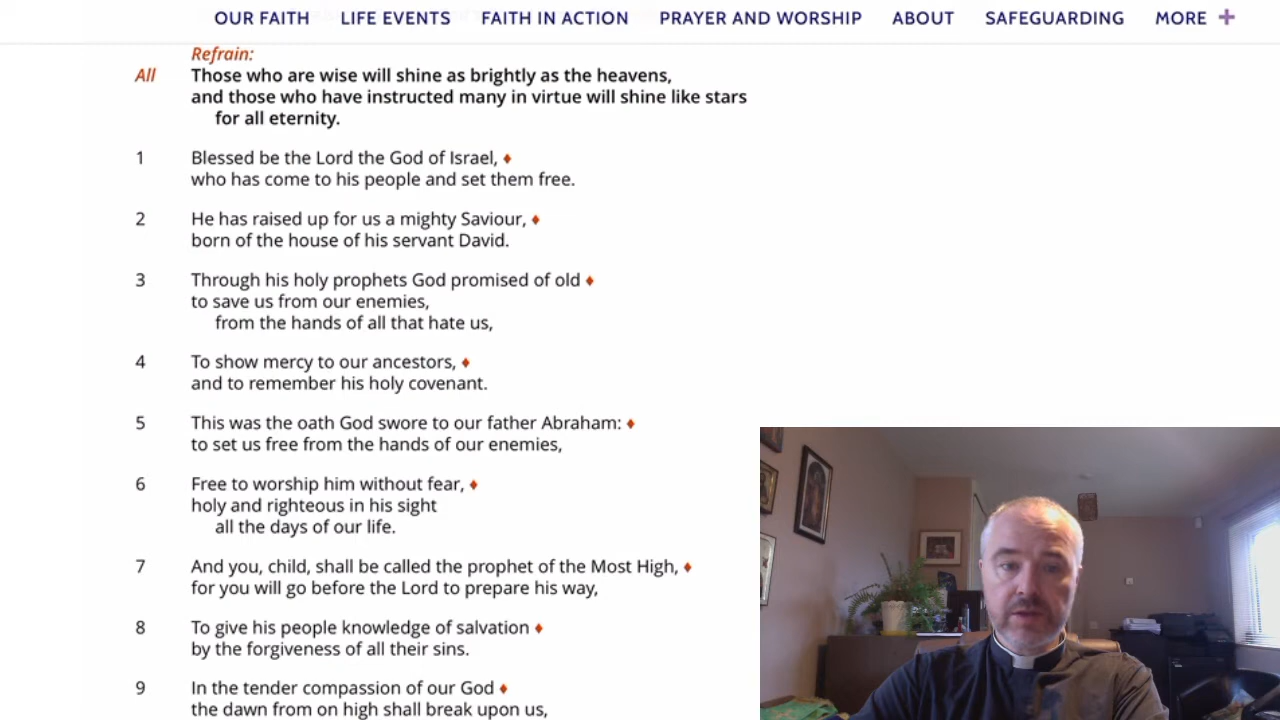 OUR FAITH LIFE EVENTS FAITH IN ACTION PRAYER AND WORSHIP ABOUT SAFEGUARDING MORE +
Refrain:
All Those who are wise will shine as brightly as the heavens,
and those who have instructed many in virtue will shine like stars
for all eternity.
1 Blessed be the Lord the God of Israel, ♦
who has come to his people and set them free.
2 He has raised up for us a mighty Saviour, ♦
born of the house of his servant David.
3 Through his holy prophets God promised of old ♦
to save us from our enemies,
from the hands of all that hate us,
4 To show mercy to our ancestors, ♦
and to remember his holy covenant.
5 This was the oath God swore to our father Abraham: ♦
to set us free from the hands of our enemies,
6 Free to worship him without fear, ♦
holy and righteous in his sight
all the days of our life.
7 And you, child, shall be called the prophet of the Most High, ♦
for you will go before the Lord to prepare his way,
8 To give his people knowledge of salvation ♦
by the forgiveness of all their sins.
9 In the tender compassion of our God ♦
the dawn from on high shall break upon us,